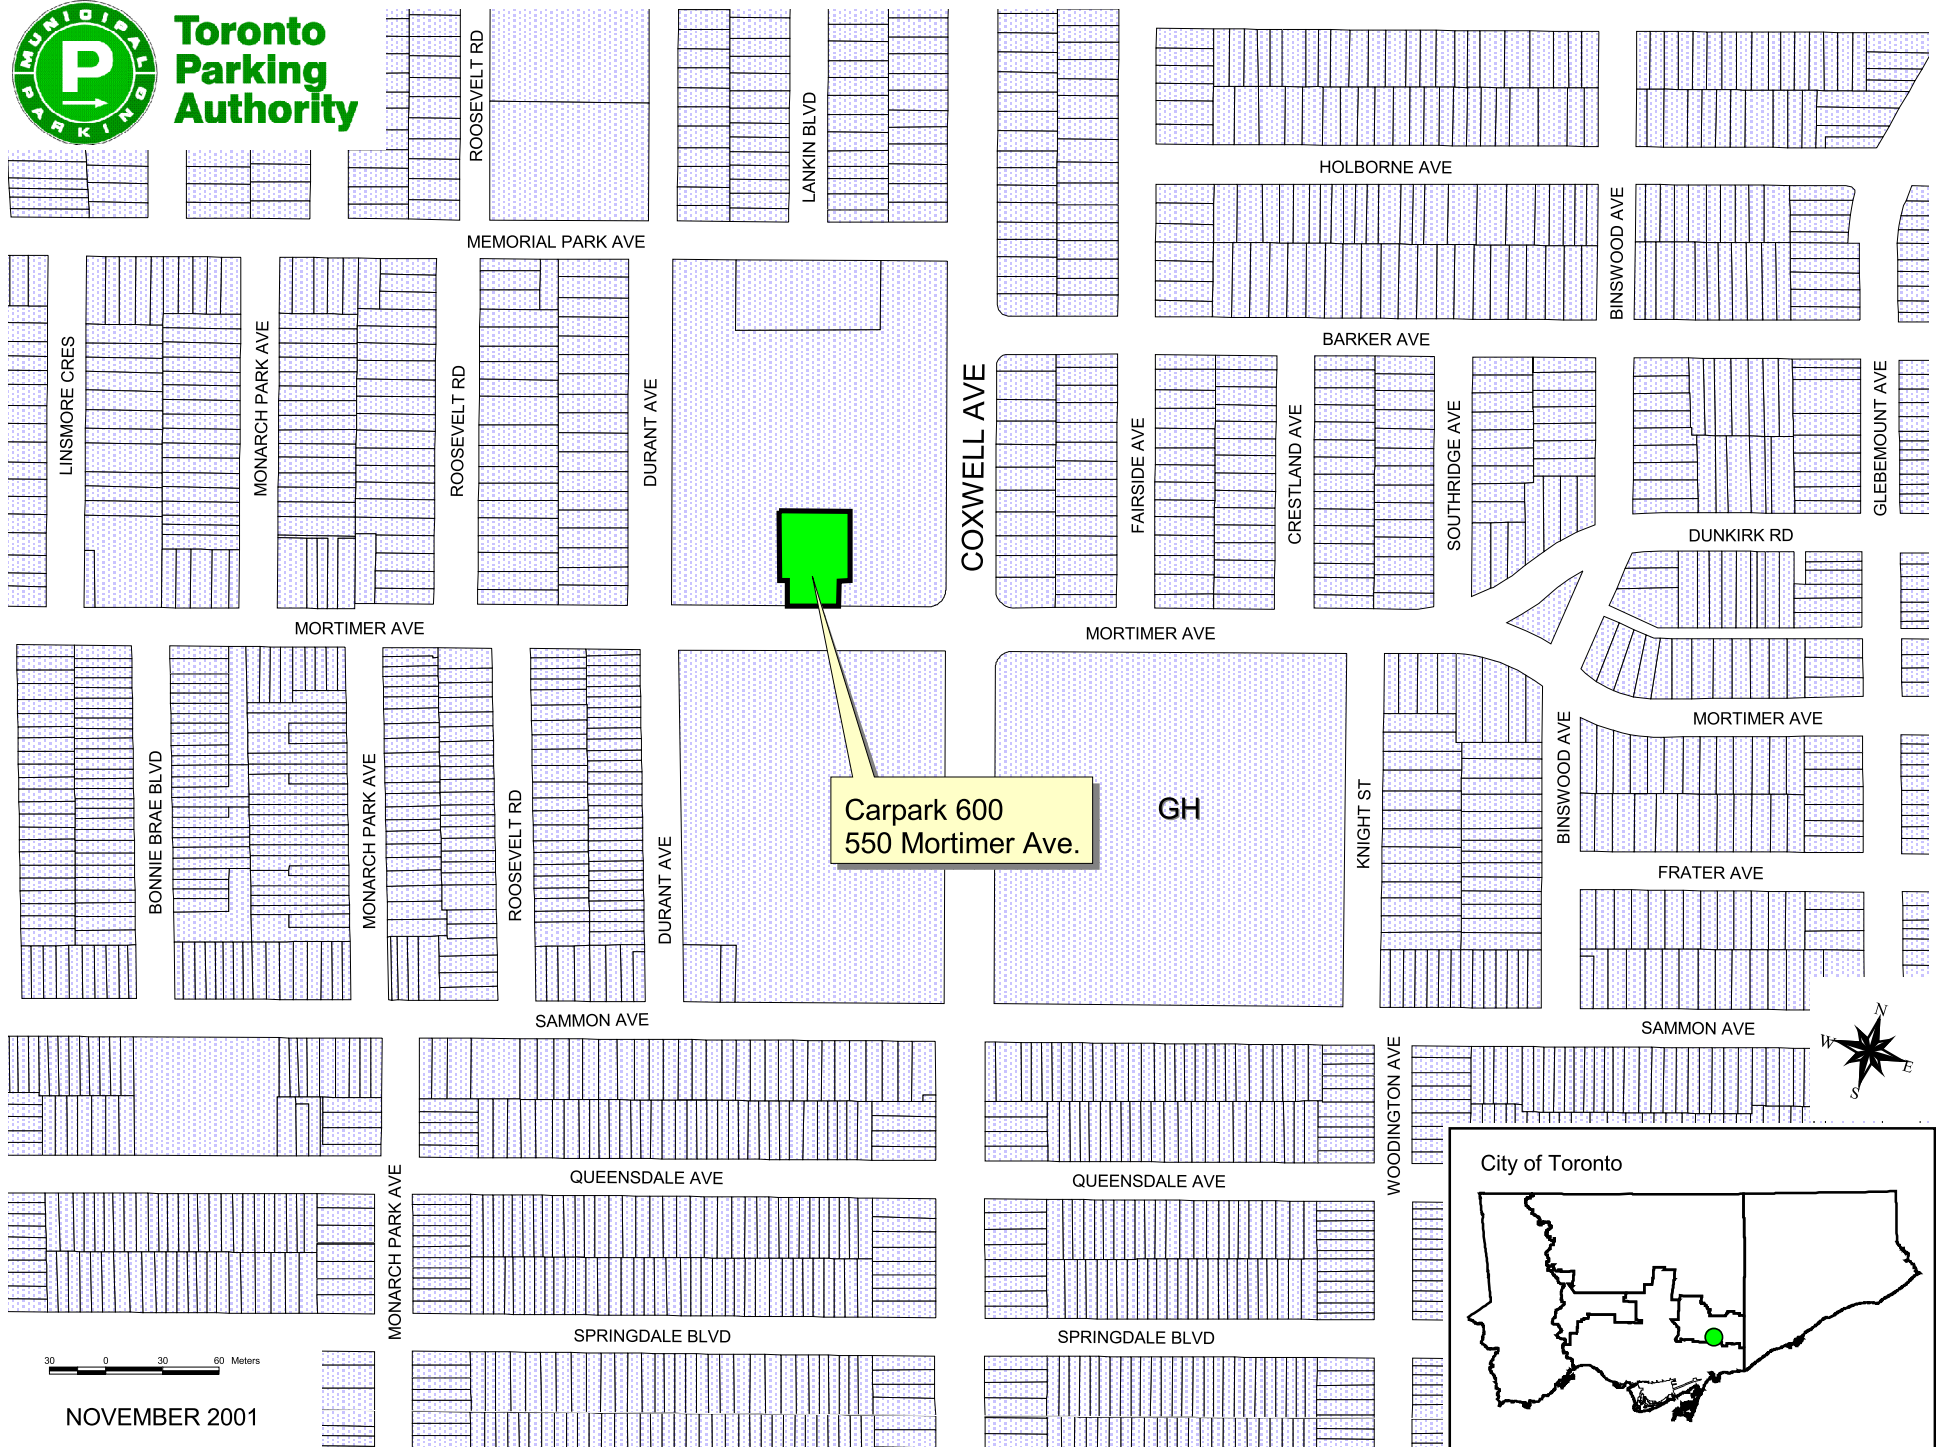 MUNICIPAL
P
PARKING
Toronto
Parking
Authority
ROOSEVELT RD
LANKIN BLVD
HOLBORNE AVE
BINSWOOD AVE
MEMORIAL PARK AVE
BARKER AVE
LINSMORE CRES
MONARCH PARK AVE
ROOSEVELT RD
DURANT AVE
COXWELL AVE
FAIRSIDE AVE
CRESTLAND AVE
SOUTHRIDGE AVE
GLEBEMOUNT AVE
DUNKIRK RD
MORTIMER AVE
MORTIMER AVE
MORTIMER AVE
BONNIE BRAE BLVD
MONARCH PARK AVE
ROOSEVELT RD
DURANT AVE
Carpark 600
550 Mortimer Ave.
GH
KNIGHT ST
BINSWOOD AVE
FRATER AVE
SAMMON AVE
SAMMON AVE
N
W
E
S
WOODINGTON AVE
QUEENSDALE AVE
QUEENSDALE AVE
MONARCH PARK AVE
City of Toronto
SPRINGDALE BLVD
SPRINGDALE BLVD
30 0 30 60 Meters
NOVEMBER 2001